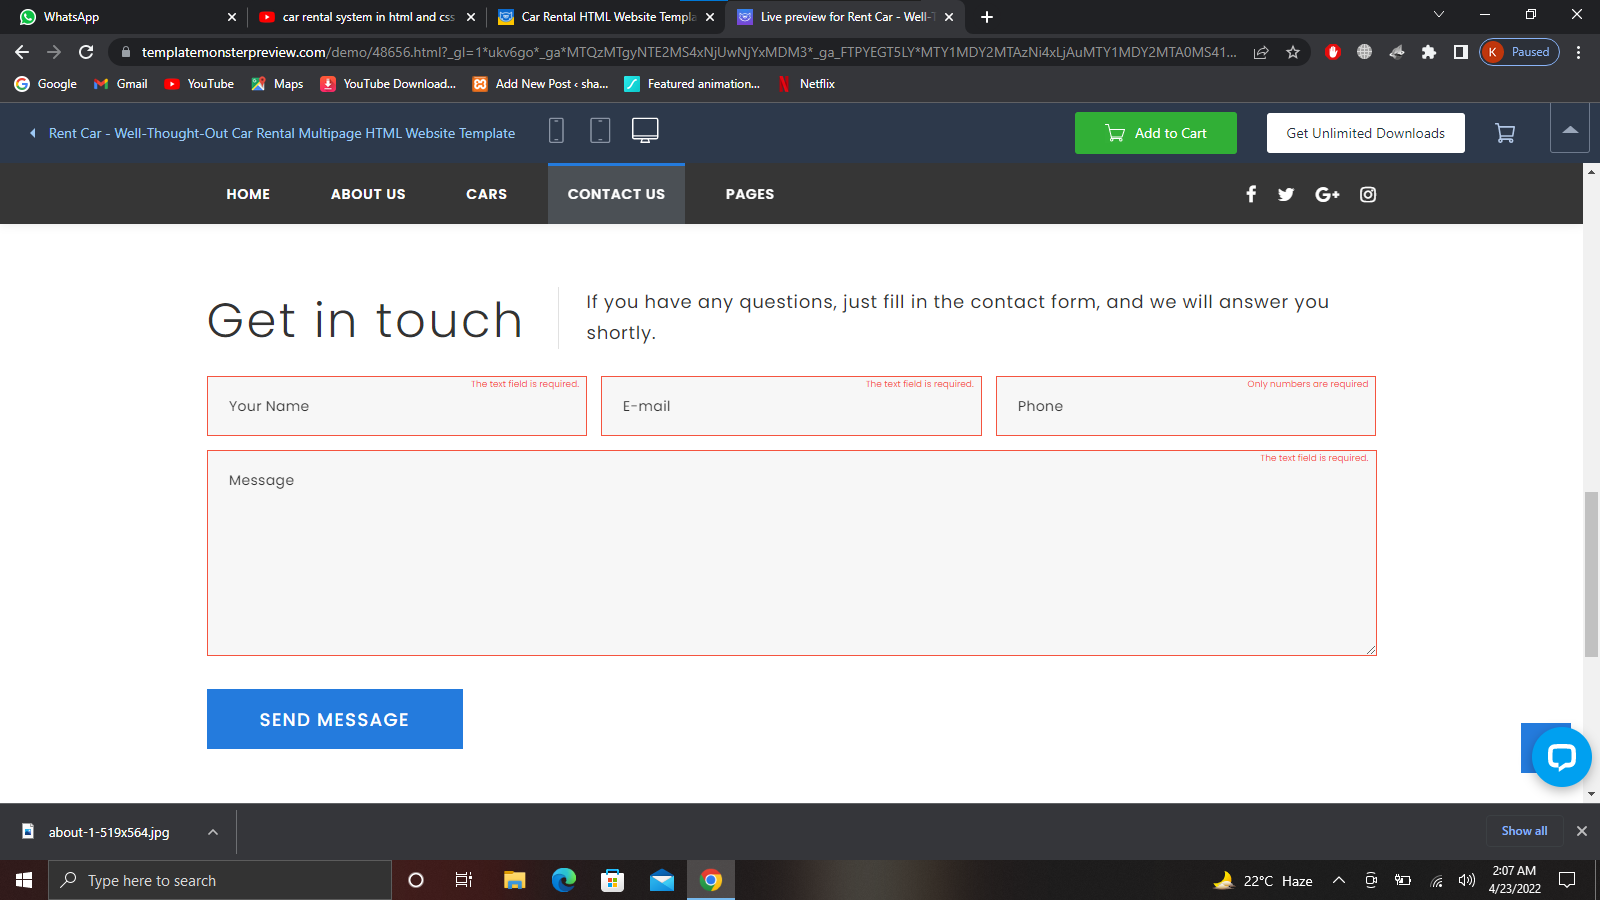 WhatsApp
car rental system in html and css
Car Rental HTML Website Templa
Live preview for Rent Car - Well-T
templatemonsterpreview.com/demo/48656.html?_gl=1*ukv6go*_ga*MTQzMTgyNTE2MS4xNjUwNjYxMDM3*_ga_FTPYEGT5LY*MTY1MDY2MTAzNi4xLjAuMTY1MDY2MTA0MS41...
K Paused
Google
Gmail
YouTube
Maps
YouTube Download...
Add New Post ‹ sha...
Featured animation...
Netflix
Rent Car - Well-Thought-Out Car Rental Multipage HTML Website Template
Add to Cart
Get Unlimited Downloads
HOME
ABOUT US
CARS
CONTACT US
PAGES
Get in touch
If you have any questions, just fill in the contact form, and we will answer you
shortly.
The text field is required.
Your Name
The text field is required.
E-mail
Only numbers are required
Phone
The text field is required.
Message
SEND MESSAGE
about-1-519x564.jpg
Show all
Type here to search
22°C Haze
2:07 AM
4/23/2022